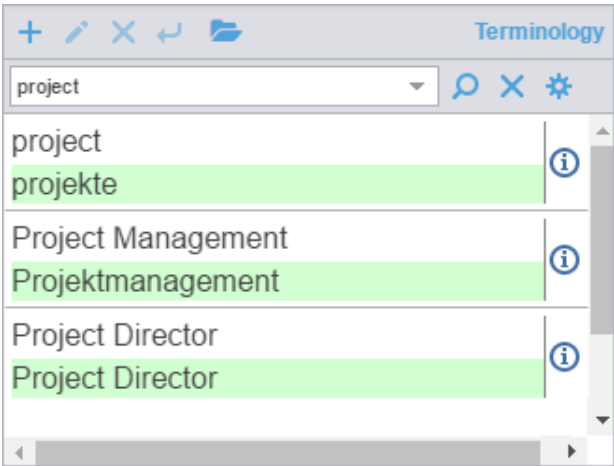 Terminology
project
project
projekte
Project Management
Projektmanagement
Project Director
Project Director